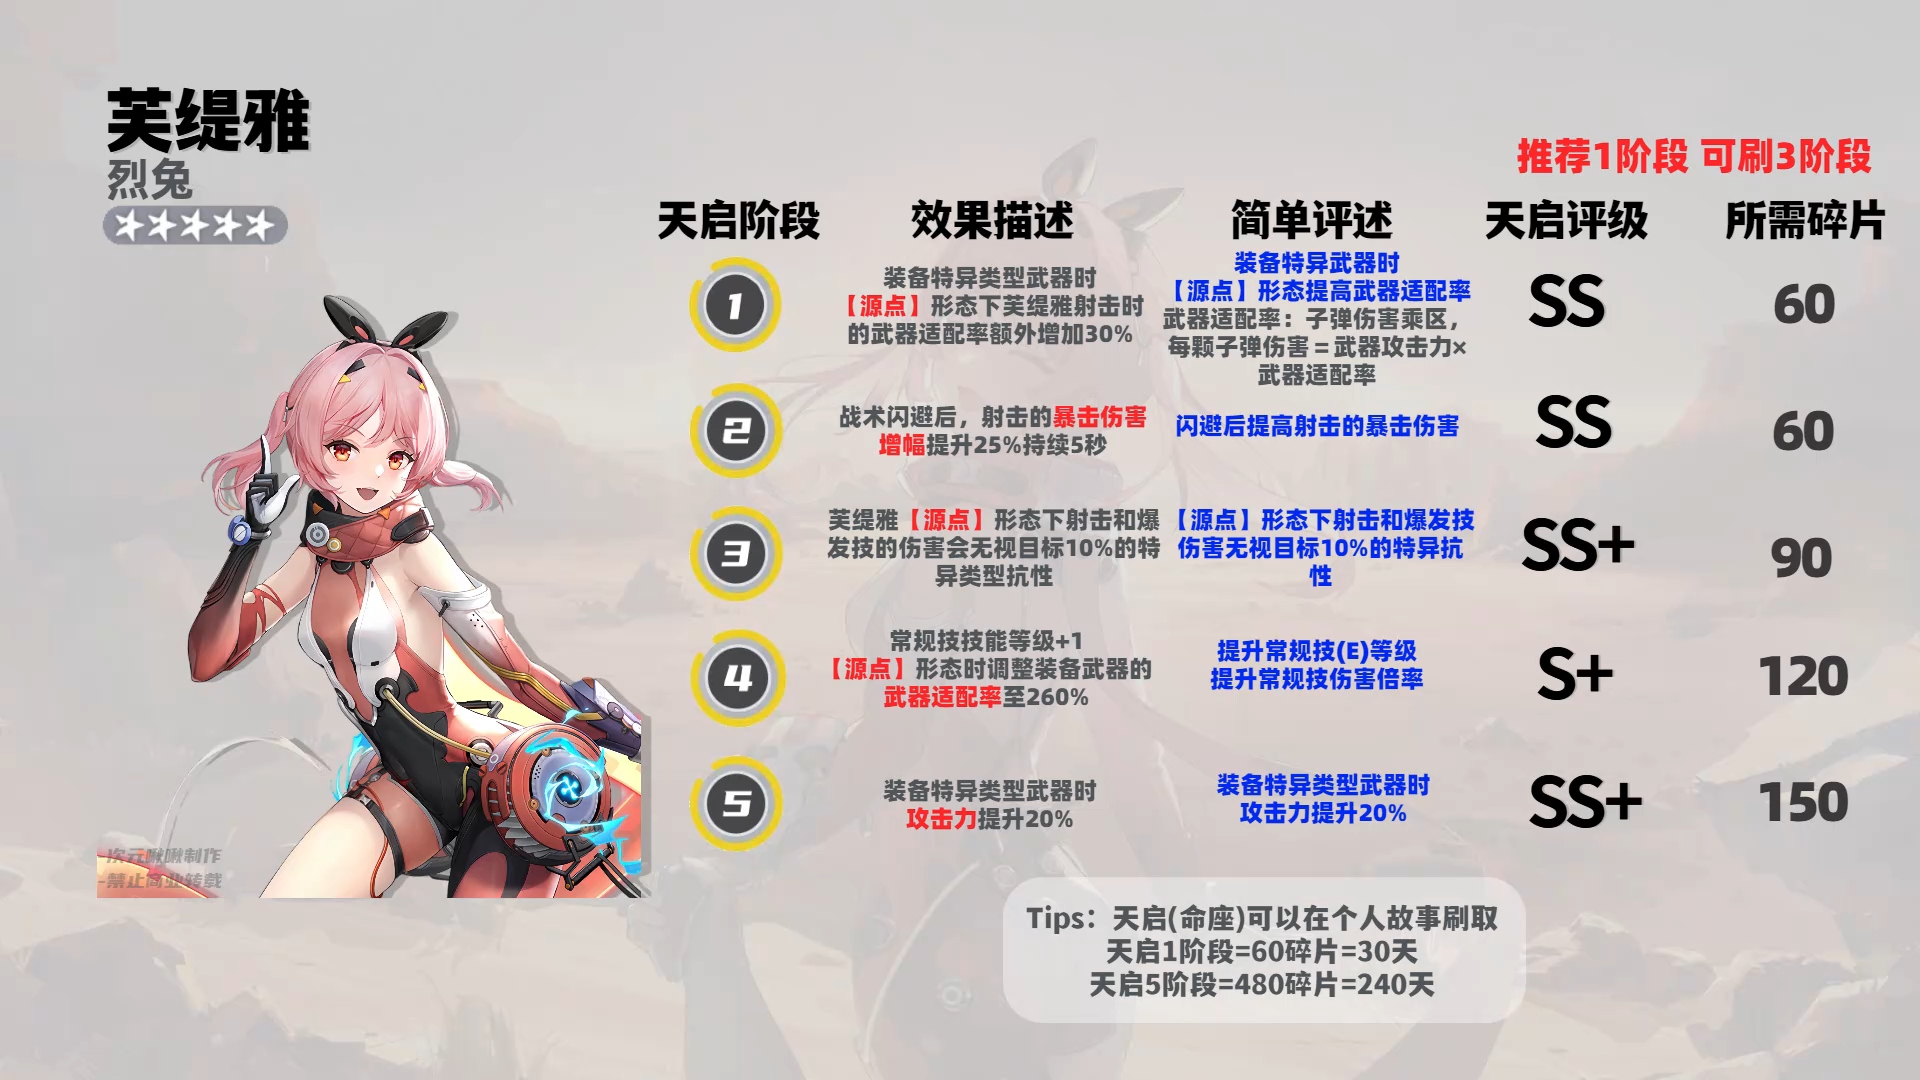 芙缇雅
烈兔
推荐1阶段 可刷3阶段
天启阶段
效果描述
简单评述
天启评级
所需碎片
1
装备特异类型武器时
【源点】形态下芙缇雅射击时
的武器适配率额外增加30%
装备特异武器时
【源点】形态提高武器适配率
武器适配率：子弹伤害乘区，
每颗子弹伤害＝武器攻击力×
武器适配率
SS
60
2
战术闪避后，射击的暴击伤害
增幅提升25%持续5秒
闪避后提高射击的暴击伤害
SS
60
3
芙缇雅【源点】形态下射击和爆
发技的伤害会无视目标10%的特
异类型抗性
【源点】形态下射击和爆发技
伤害无视目标10%的特异抗
性
SS+
90
4
常规技技能等级+1
【源点】形态时调整装备武器的
武器适配率至260%
提升常规技(E)等级
提升常规技伤害倍率
S+
120
5
装备特异类型武器时
攻击力提升20%
装备特异类型武器时
攻击力提升20%
SS+
150
-次元啾啾制作
-禁止商业转载
Tips：天启(命座)可以在个人故事刷取
天启1阶段=60碎片=30天
天启5阶段=480碎片=240天